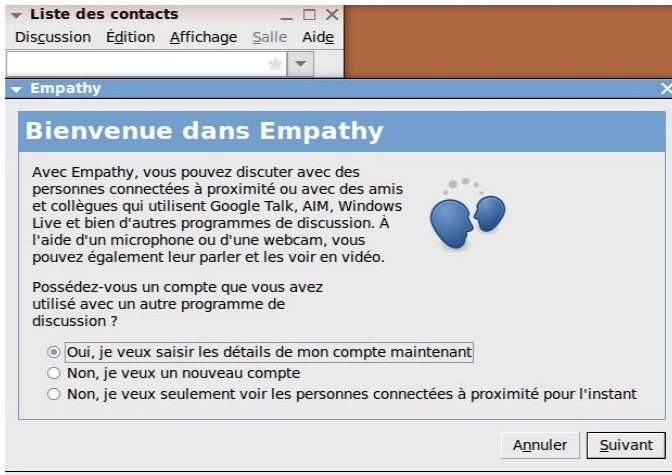 Liste des contacts
Discussion Édition Affichage Salle Aide
Empathy
Bienvenue dans Empathy
Avec Empathy, vous pouvez discuter avec des
personnes connectées à proximité ou avec des amis
et collègues qui utilisent Google Talk, AIM, Windows
Live et bien d'autres programmes de discussion. À
l'aide d'un microphone ou d'une webcam, vous
pouvez également leur parler et les voir en vidéo.
Possédez-vous un compte que vous avez
utilisé avec un autre programme de
discussion ?
Oui, je veux saisir les détails de mon compte maintenant
Non, je veux un nouveau compte
Non, je veux seulement voir les personnes connectées à proximité pour l'instant
Annuler Suivant